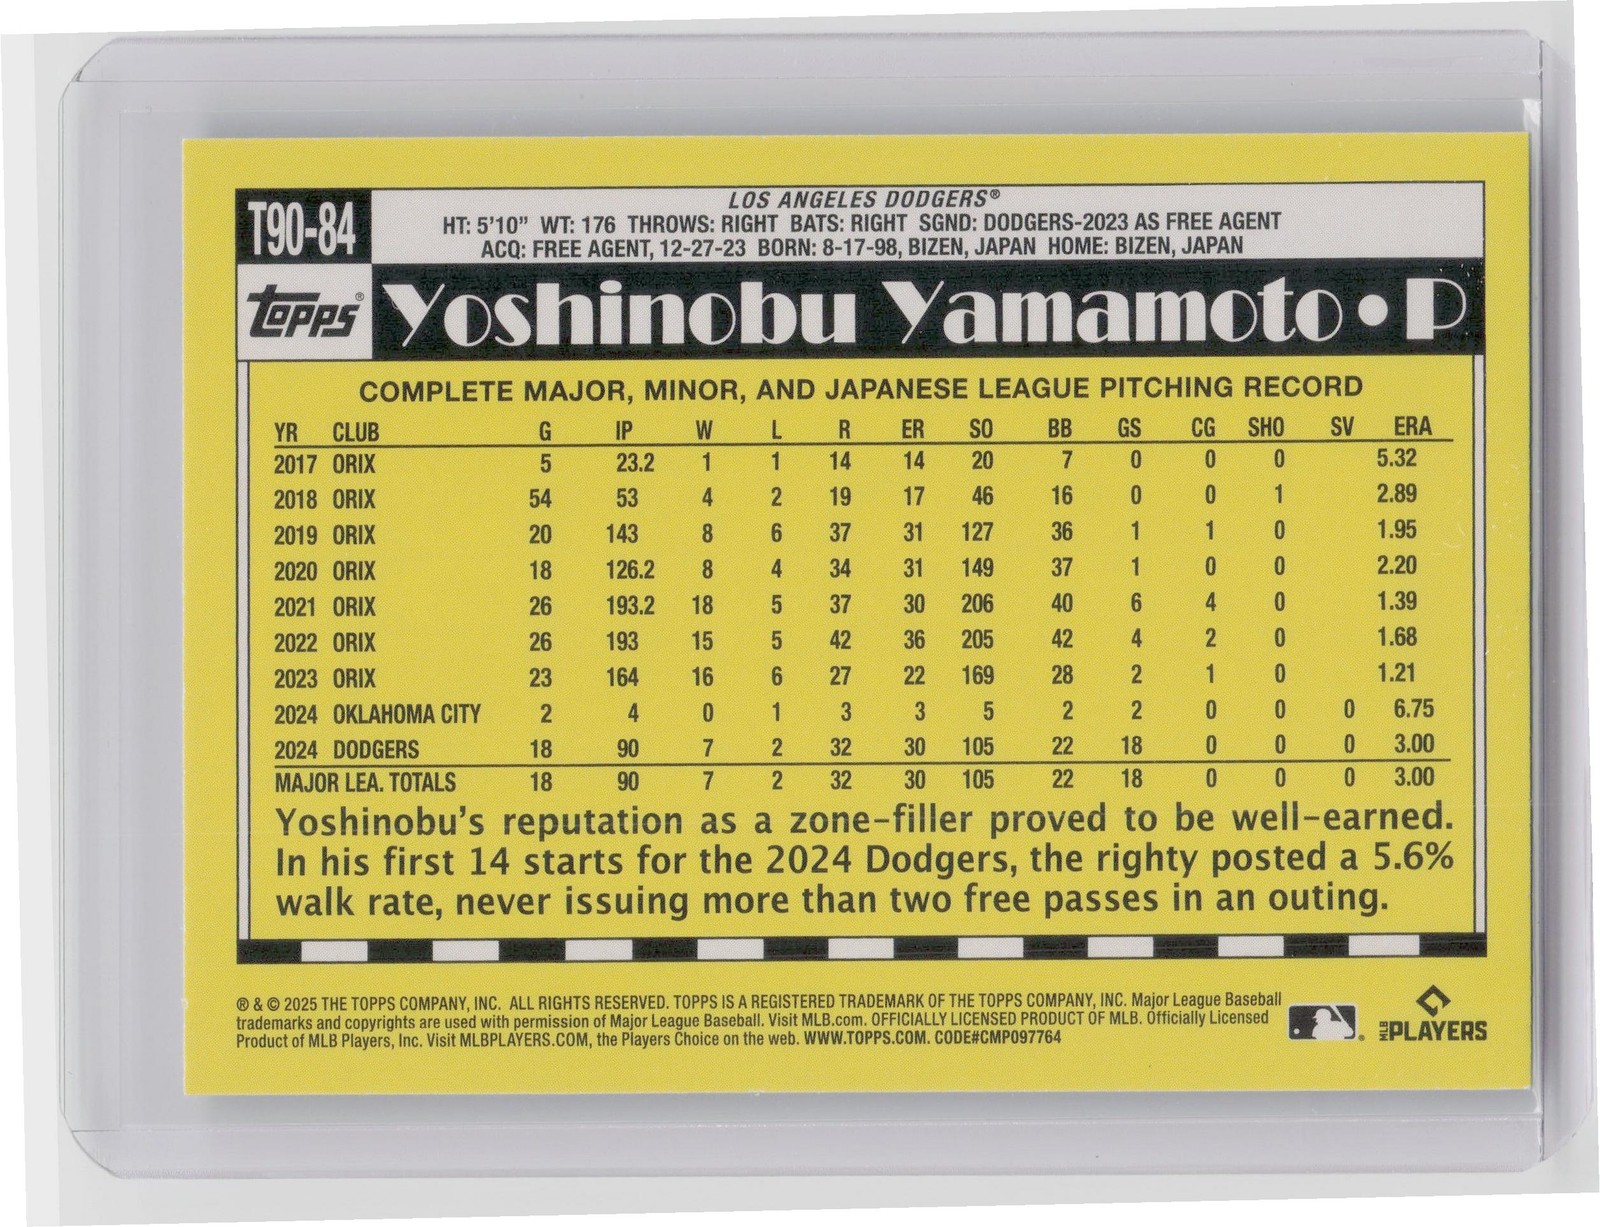 T90-84
LOS ANGELES DODGERS®
HT: 5'10" WT: 176 THROWS: RIGHT BATS: RIGHT SGND: DODGERS-2023 AS FREE AGENT
ACQ: FREE AGENT, 12-27-23 BORN: 8-17-98, BIZEN, JAPAN HOME: BIZEN, JAPAN
topps® Yoshinobu Yamamoto • P
COMPLETE MAJOR, MINOR, AND JAPANESE LEAGUE PITCHING RECORD
YR CLUB G IP W L R ER SO BB GS CG SHO SV ERA
2017 ORIX 5 23.2 1 1 14 14 20 7 0 0 0 5.32
2018 ORIX 54 53 4 2 19 17 46 16 0 0 1 2.89
2019 ORIX 20 143 8 6 37 31 127 36 1 1 0 1.95
2020 ORIX 18 126.2 8 4 34 31 149 37 1 0 0 2.20
2021 ORIX 26 193.2 18 5 37 30 206 40 6 4 0 1.39
2022 ORIX 26 193 15 5 42 36 205 42 4 2 0 1.68
2023 ORIX 23 164 16 6 27 22 169 28 2 1 0 1.21
2024 OKLAHOMA CITY 2 4 0 1 3 3 5 2 2 0 0 0 6.75
2024 DODGERS 18 90 7 2 32 30 105 22 18 0 0 0 3.00
MAJOR LEA. TOTALS 18 90 7 2 32 30 105 22 18 0 0 0 3.00
Yoshinobu's reputation as a zone-filler proved to be well-earned.
In his first 14 starts for the 2024 Dodgers, the righty posted a 5.6%
walk rate, never issuing more than two free passes in an outing.
® & © 2025 THE TOPPS COMPANY, INC. ALL RIGHTS RESERVED. TOPPS IS A REGISTERED TRADEMARK OF THE TOPPS COMPANY, INC. Major League Baseball
trademarks and copyrights are used with permission of Major League Baseball. Visit MLB.com. OFFICIALLY LICENSED PRODUCT OF MLB. Officially Licensed
Product of MLB Players, Inc. Visit MLBPLAYERS.COM, the Players Choice on the web. WWW.TOPPS.COM. CODE#CMP097764
MLB PLAYERS